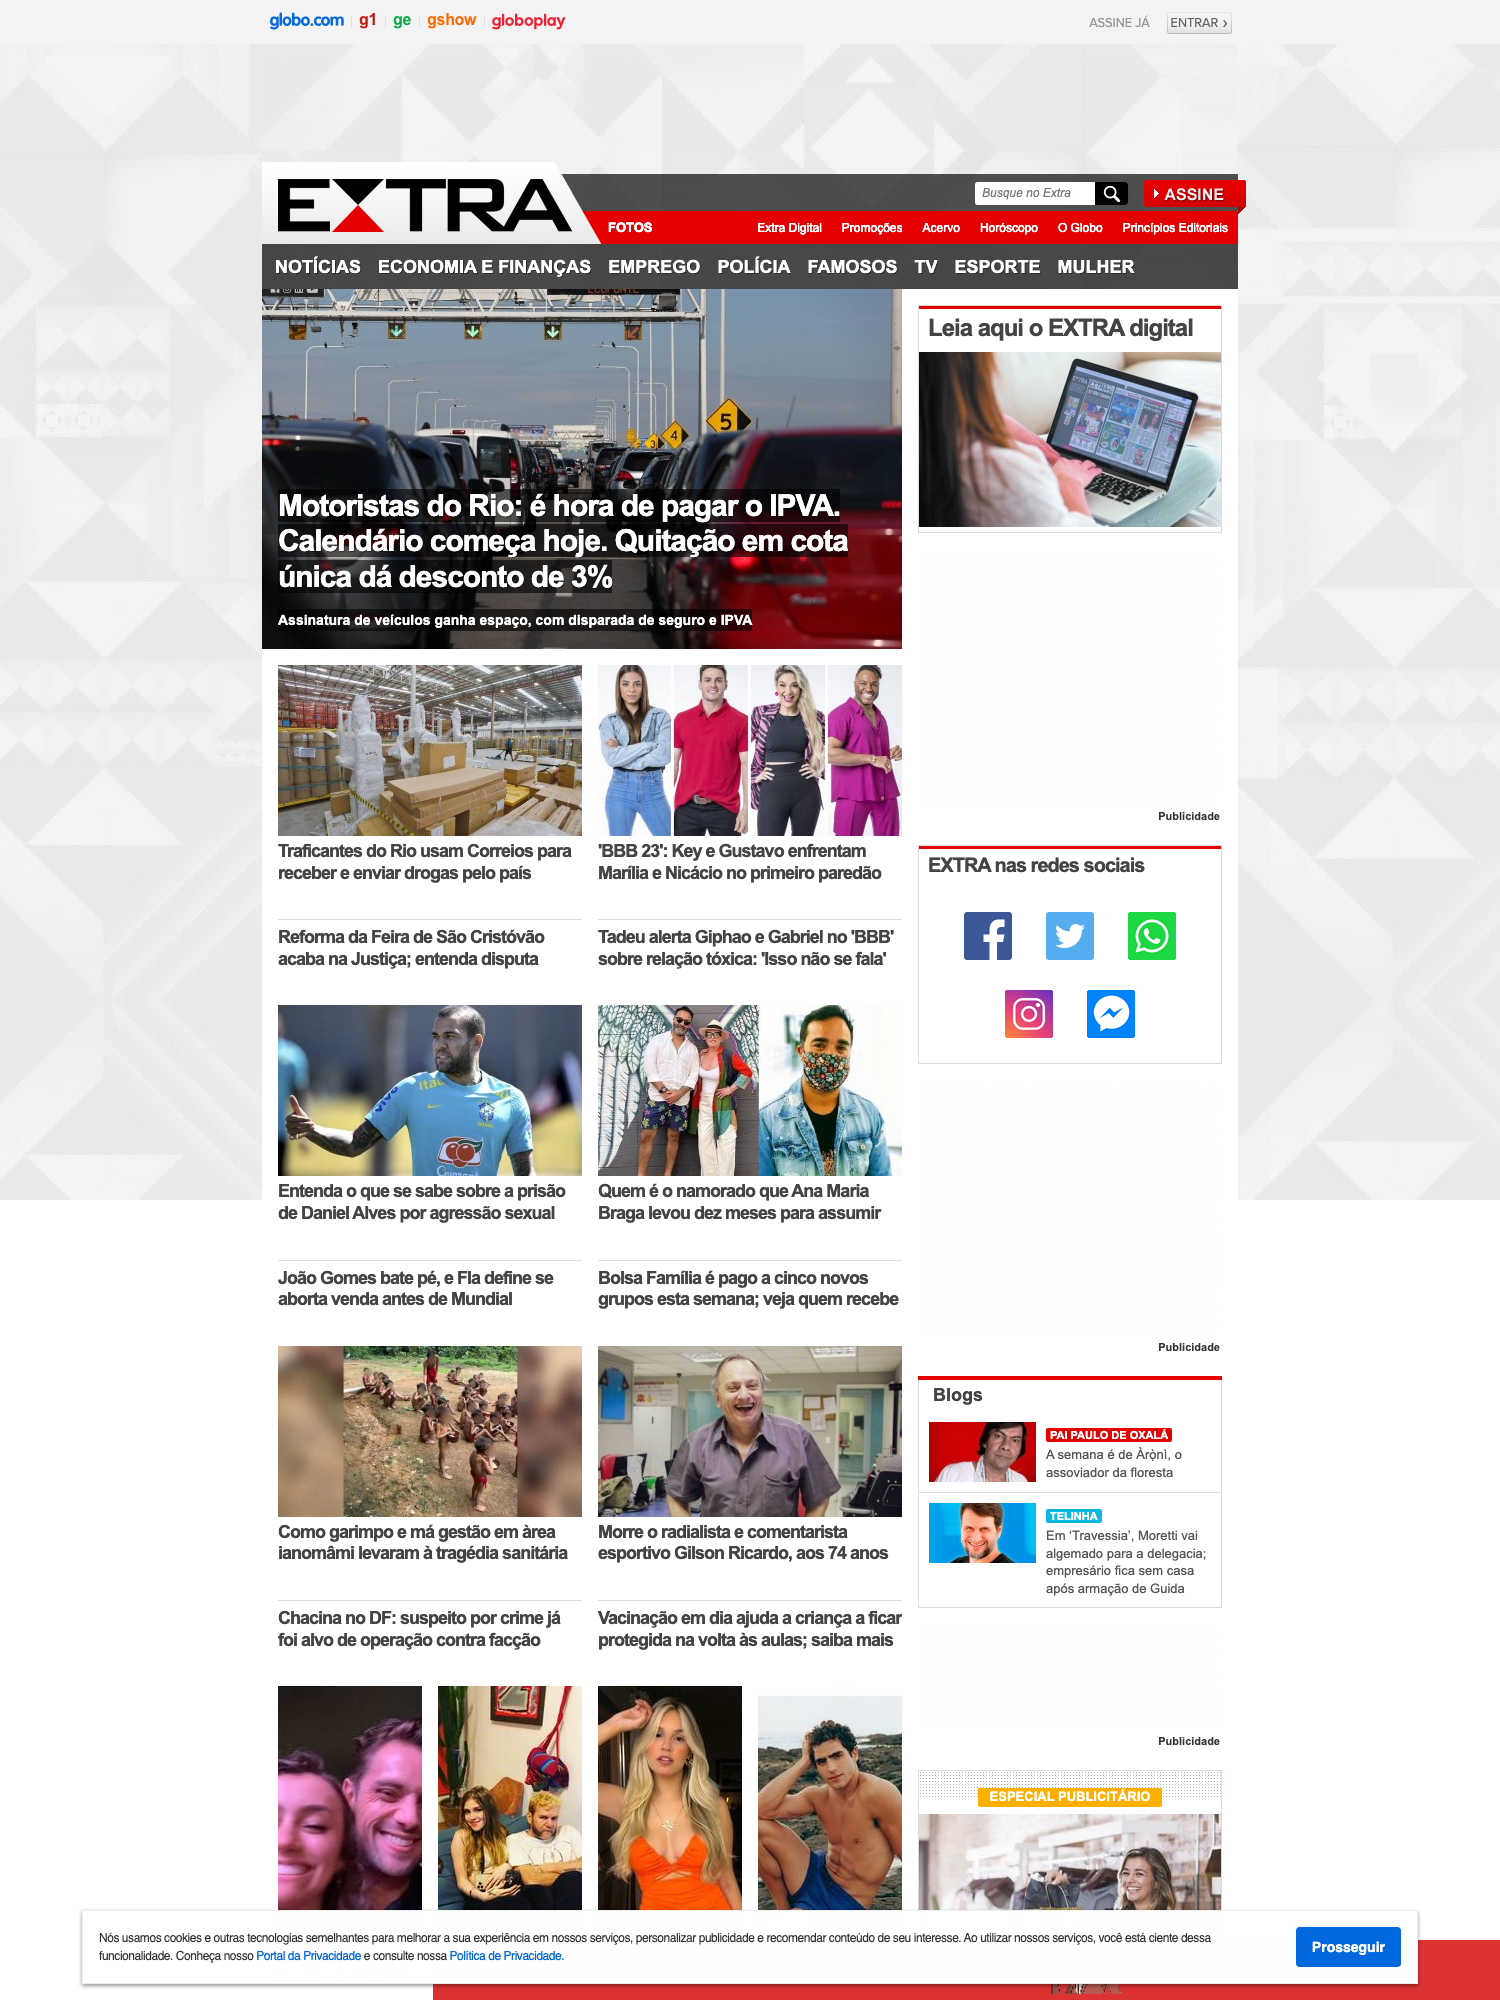 globo.com g1 ge gshow globoplay
ASSINE JÁ ENTRAR ›
EXTRA
Busque no Extra
ASSINE
FOTOS
Extra Digital Promoções Acervo Horóscopo O Globo Princípios Editoriais
NOTÍCIAS ECONOMIA E FINANÇAS EMPREGO POLÍCIA FAMOSOS TV ESPORTE MULHER
5
4
3
Motoristas do Rio: é hora de pagar o IPVA.
Calendário começa hoje. Quitação em cota
única dá desconto de 3%
Assinatura de veículos ganha espaço, com disparada de seguro e IPVA
Leia aqui o EXTRA digital
Traficantes do Rio usam Correios para
receber e enviar drogas pelo país
'BBB 23': Key e Gustavo enfrentam
Marília e Nicácio no primeiro paredão
Publicidade
Reforma da Feira de São Cristóvão
acaba na Justiça; entenda disputa
Tadeu alerta Giphao e Gabriel no 'BBB'
sobre relação tóxica: 'Isso não se fala'
EXTRA nas redes sociais
Itaú
vivo
BRASIL
Entenda o que se sabe sobre a prisão
de Daniel Alves por agressão sexual
Quem é o namorado que Ana Maria
Braga levou dez meses para assumir
João Gomes bate pé, e Fla define se
aborta venda antes de Mundial
Bolsa Família é pago a cinco novos
grupos esta semana; veja quem recebe
Publicidade
Como garimpo e má gestão em àrea
ianomâmi levaram à tragédia sanitária
Morre o radialista e comentarista
esportivo Gilson Ricardo, aos 74 anos
Blogs
PAI PAULO DE OXALÁ
A semana é de Àrọ̀nì, o
assoviador da floresta
TELINHA
Em ‘Travessia’, Moretti vai
algemado para a delegacia;
empresário fica sem casa
após armação de Guida
Chacina no DF: suspeito por crime já
foi alvo de operação contra facção
Vacinação em dia ajuda a criança a ficar
protegida na volta às aulas; saiba mais
Publicidade
ESPECIAL PUBLICITÁRIO
Nós usamos cookies e outras tecnologias semelhantes para melhorar a sua experiência em nossos serviços, personalizar publicidade e recomendar conteúdo de seu interesse. Ao utilizar nossos serviços, você está ciente dessa
funcionalidade. Conheça nosso Portal da Privacidade e consulte nossa Política de Privacidade.
Prosseguir